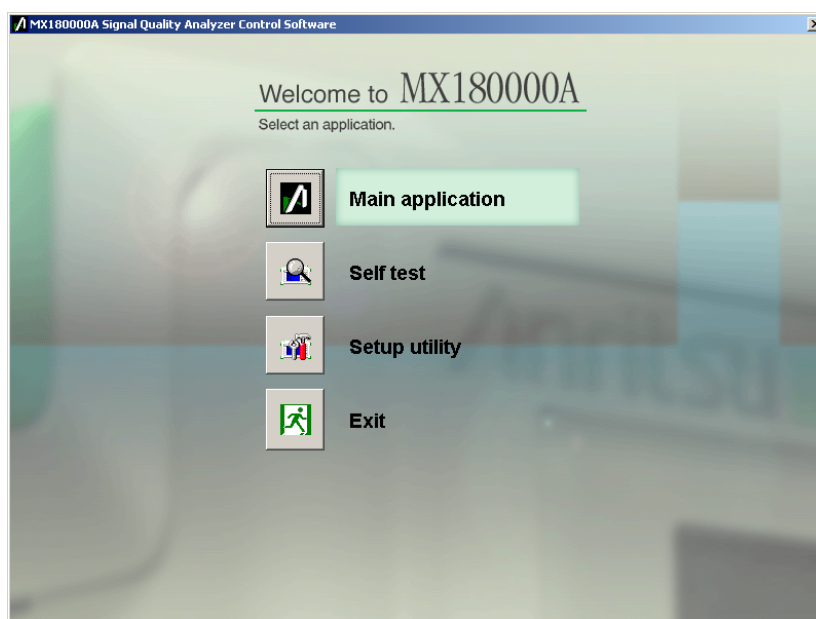 MX180000A Signal Quality Analyzer Control Software
Welcome to MX180000A
Select an application.
Main application
Self test
Setup utility
Exit
Anritsu